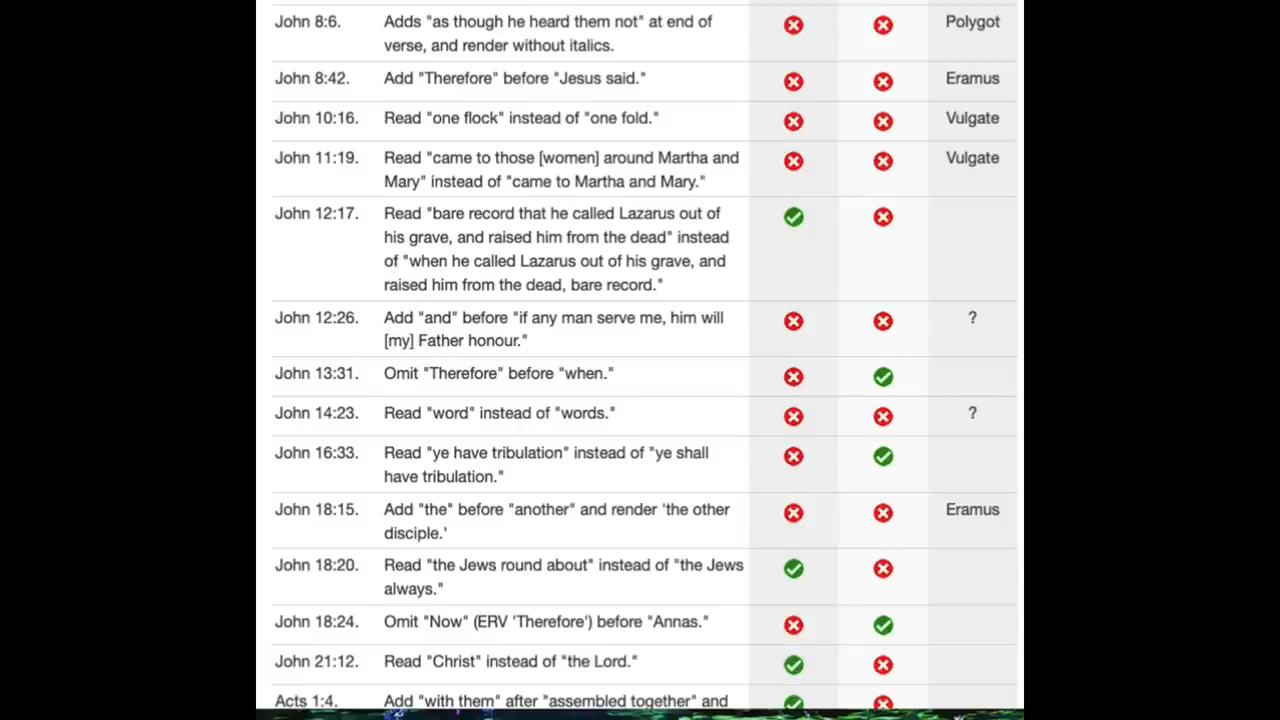 John 8:6. Adds "as though he heard them not" at end of Polygot
verse, and render without italics.
John 8:42. Add "Therefore" before "Jesus said." Eramus
John 10:16. Read "one flock" instead of "one fold." Vulgate
John 11:19. Read "came to those [women] around Martha and Vulgate
Mary" instead of "came to Martha and Mary."
John 12:17. Read "bare record that he called Lazarus out of
his grave, and raised him from the dead" instead
of "when he called Lazarus out of his grave, and
raised him from the dead, bare record."
John 12:26. Add "and" before "if any man serve me, him will ?
[my] Father honour."
John 13:31. Omit "Therefore" before "when."
John 14:23. Read "word" instead of "words." ?
John 16:33. Read "ye have tribulation" instead of "ye shall
have tribulation."
John 18:15. Add "the" before "another" and render 'the other Eramus
disciple.'
John 18:20. Read "the Jews round about" instead of "the Jews
always."
John 18:24. Omit "Now" (ERV 'Therefore') before "Annas."
John 21:12. Read "Christ" instead of "the Lord."
Acts 1:4. Add "with them" after "assembled together" and